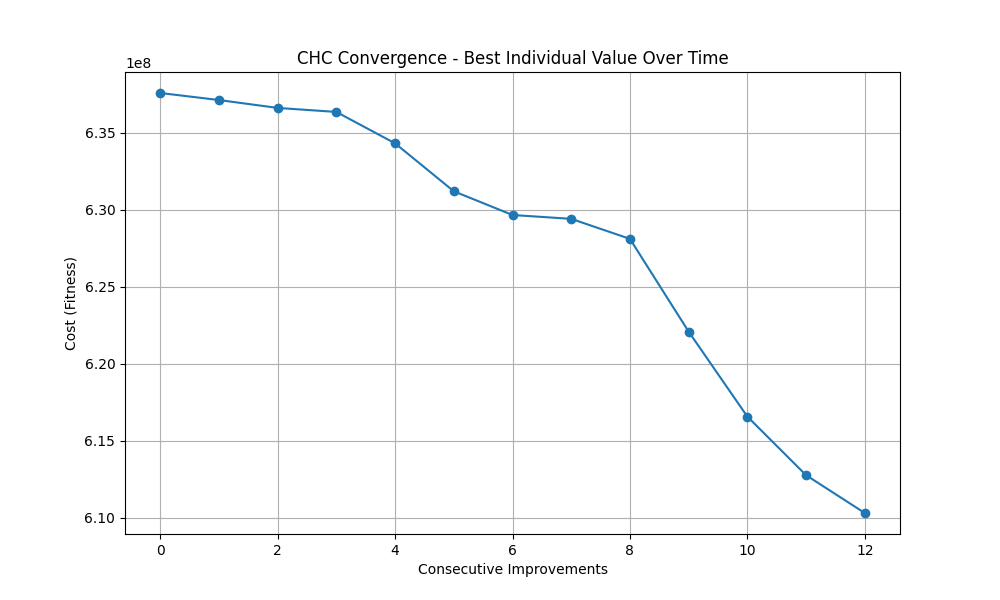 CHC Convergence - Best Individual Value Over Time
1e8
6.35
6.30
6.25
6.20
6.15
6.10
Cost (Fitness)
0 2 4 6 8 10 12
Consecutive Improvements